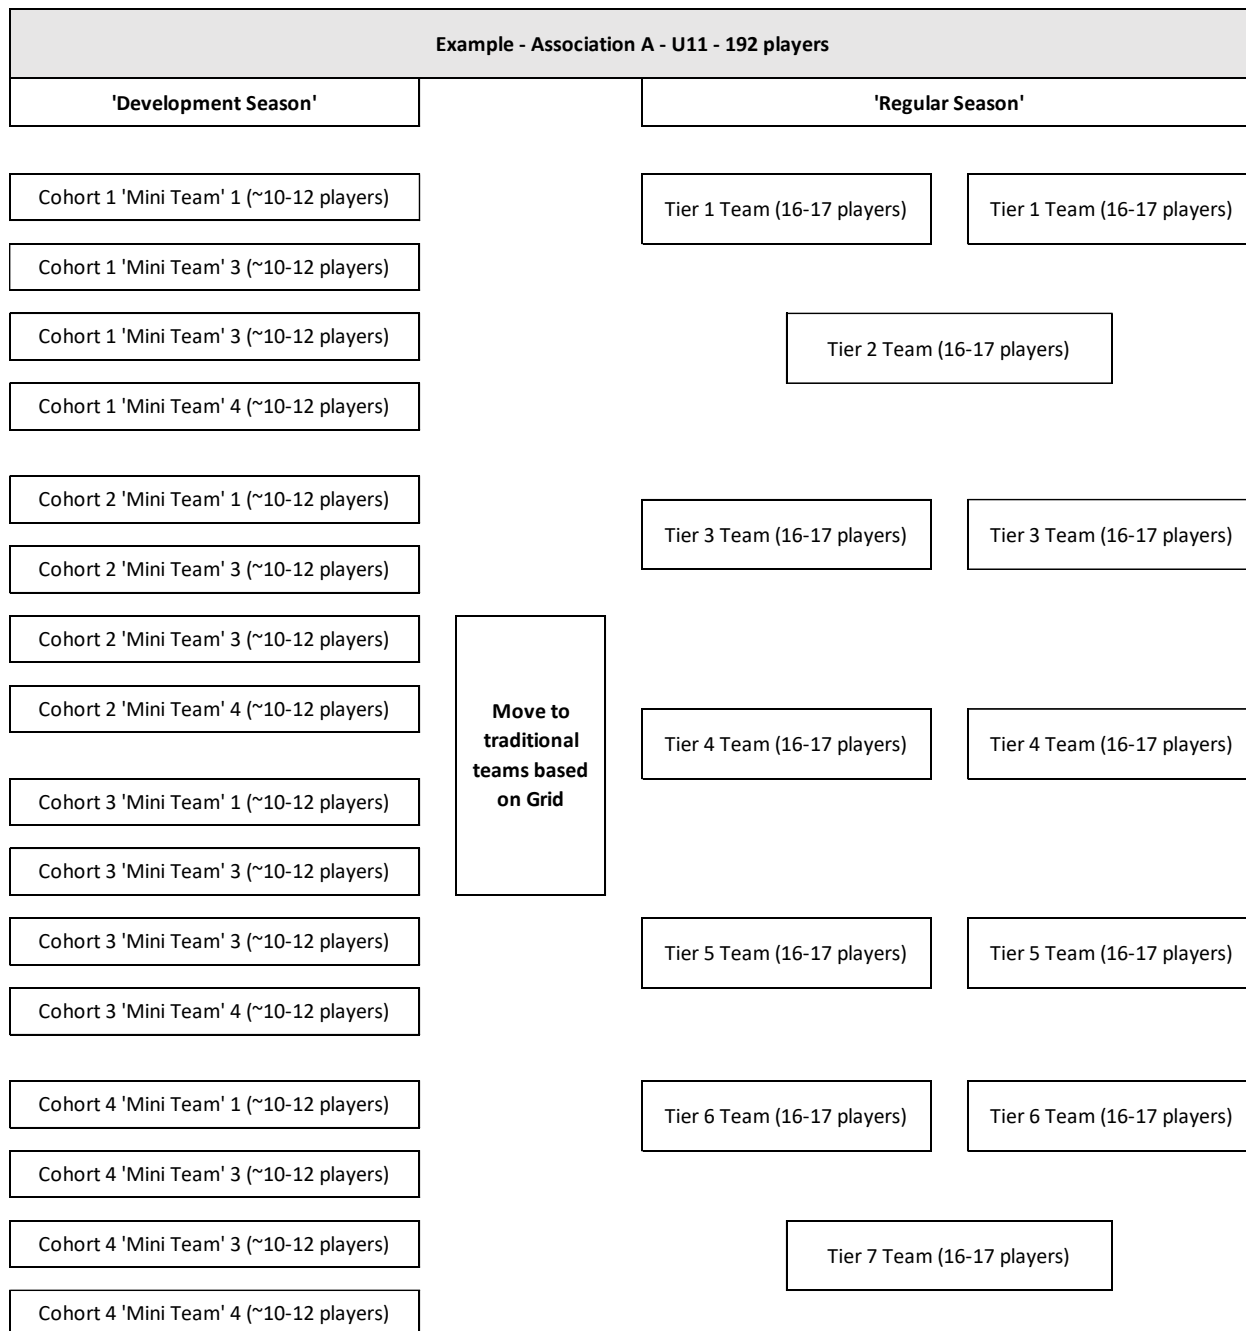 Example - Association A - U11 - 192 players
'Development Season'
'Regular Season'
Cohort 1 'Mini Team' 1 (~10-12 players)
Cohort 1 'Mini Team' 3 (~10-12 players)
Cohort 1 'Mini Team' 3 (~10-12 players)
Cohort 1 'Mini Team' 4 (~10-12 players)
Cohort 2 'Mini Team' 1 (~10-12 players)
Cohort 2 'Mini Team' 3 (~10-12 players)
Cohort 2 'Mini Team' 3 (~10-12 players)
Cohort 2 'Mini Team' 4 (~10-12 players)
Cohort 3 'Mini Team' 1 (~10-12 players)
Cohort 3 'Mini Team' 3 (~10-12 players)
Cohort 3 'Mini Team' 3 (~10-12 players)
Cohort 3 'Mini Team' 4 (~10-12 players)
Cohort 4 'Mini Team' 1 (~10-12 players)
Cohort 4 'Mini Team' 3 (~10-12 players)
Cohort 4 'Mini Team' 3 (~10-12 players)
Cohort 4 'Mini Team' 4 (~10-12 players)
Move to
traditional
teams based
on Grid
Tier 1 Team (16-17 players)
Tier 1 Team (16-17 players)
Tier 2 Team (16-17 players)
Tier 3 Team (16-17 players)
Tier 3 Team (16-17 players)
Tier 4 Team (16-17 players)
Tier 4 Team (16-17 players)
Tier 5 Team (16-17 players)
Tier 5 Team (16-17 players)
Tier 6 Team (16-17 players)
Tier 6 Team (16-17 players)
Tier 7 Team (16-17 players)